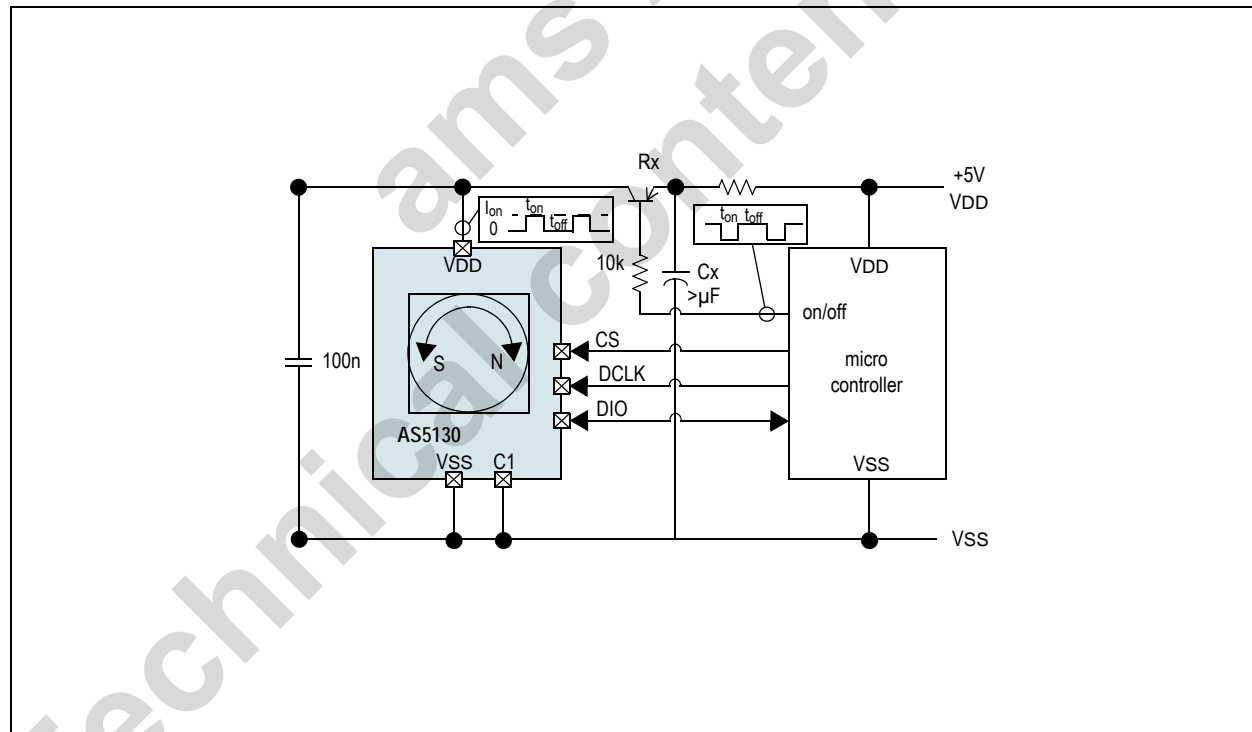 ams
Technical content
Rx
+5V
VDD
Ion
0
ton
toff
ton toff
VDD
10k
Cx
>µF
VDD
on/off
CS
100n
S
N
DCLK
micro
controller
DIO
AS5130
VSS
C1
VSS
VSS